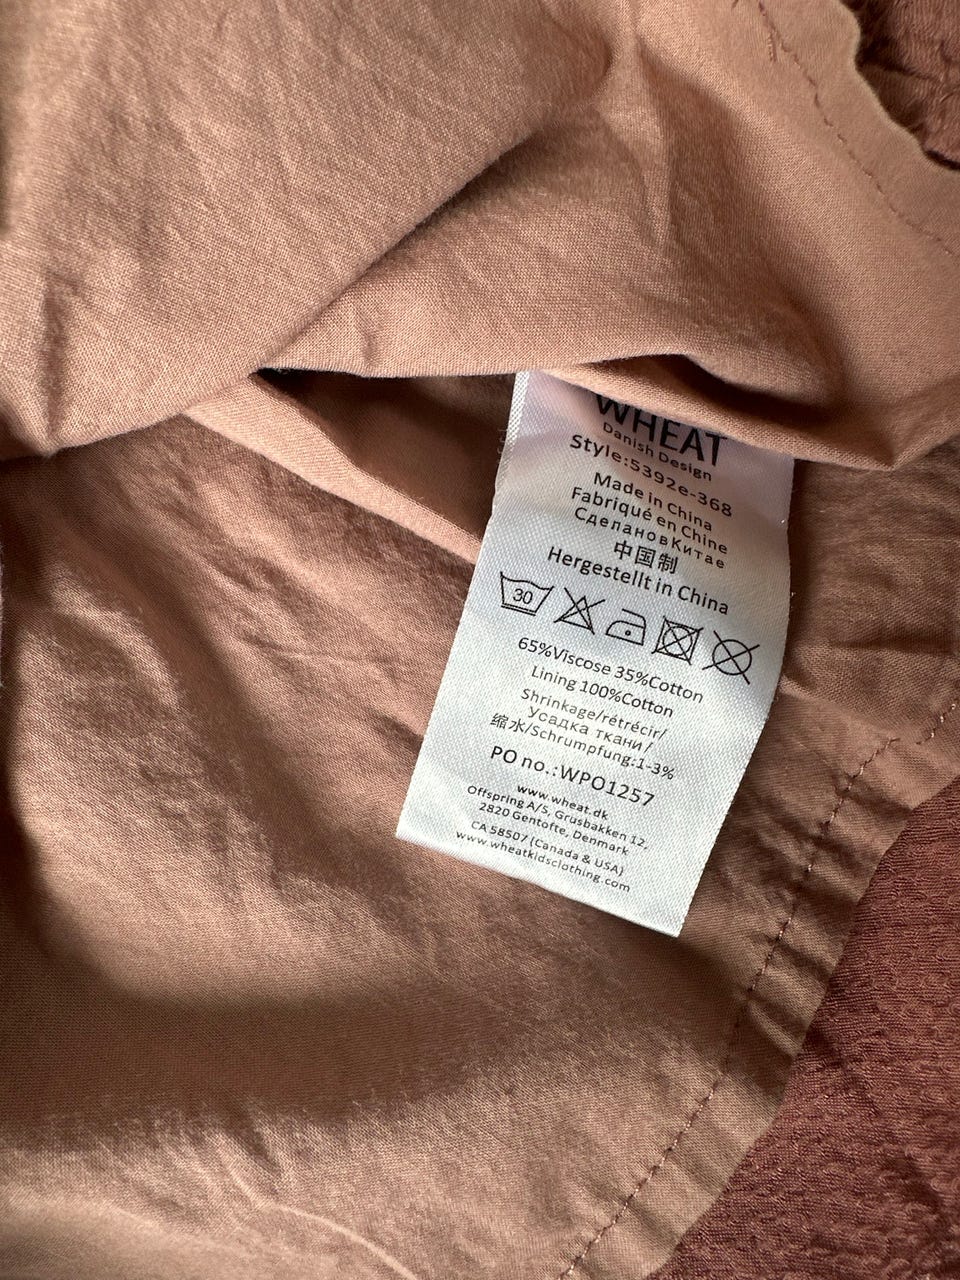 WHEAT
Danish Design
Style:5392e-368
Made in China
Fabriqué en Chine
СделановКитае
中国制
Hergestellt in China
30
65%Viscose 35%Cotton
Lining 100%Cotton
Shrinkage/rétrécir/
Усадка ткани/
缩水/Schrumpfung:1-3%
PO no.:WPO1257
www.wheat.dk
Offspring A/S, Grusbakken 12,
2820 Gentofte, Denmark
CA 58507 (Canada & USA)
www.wheatkidsclothing.com